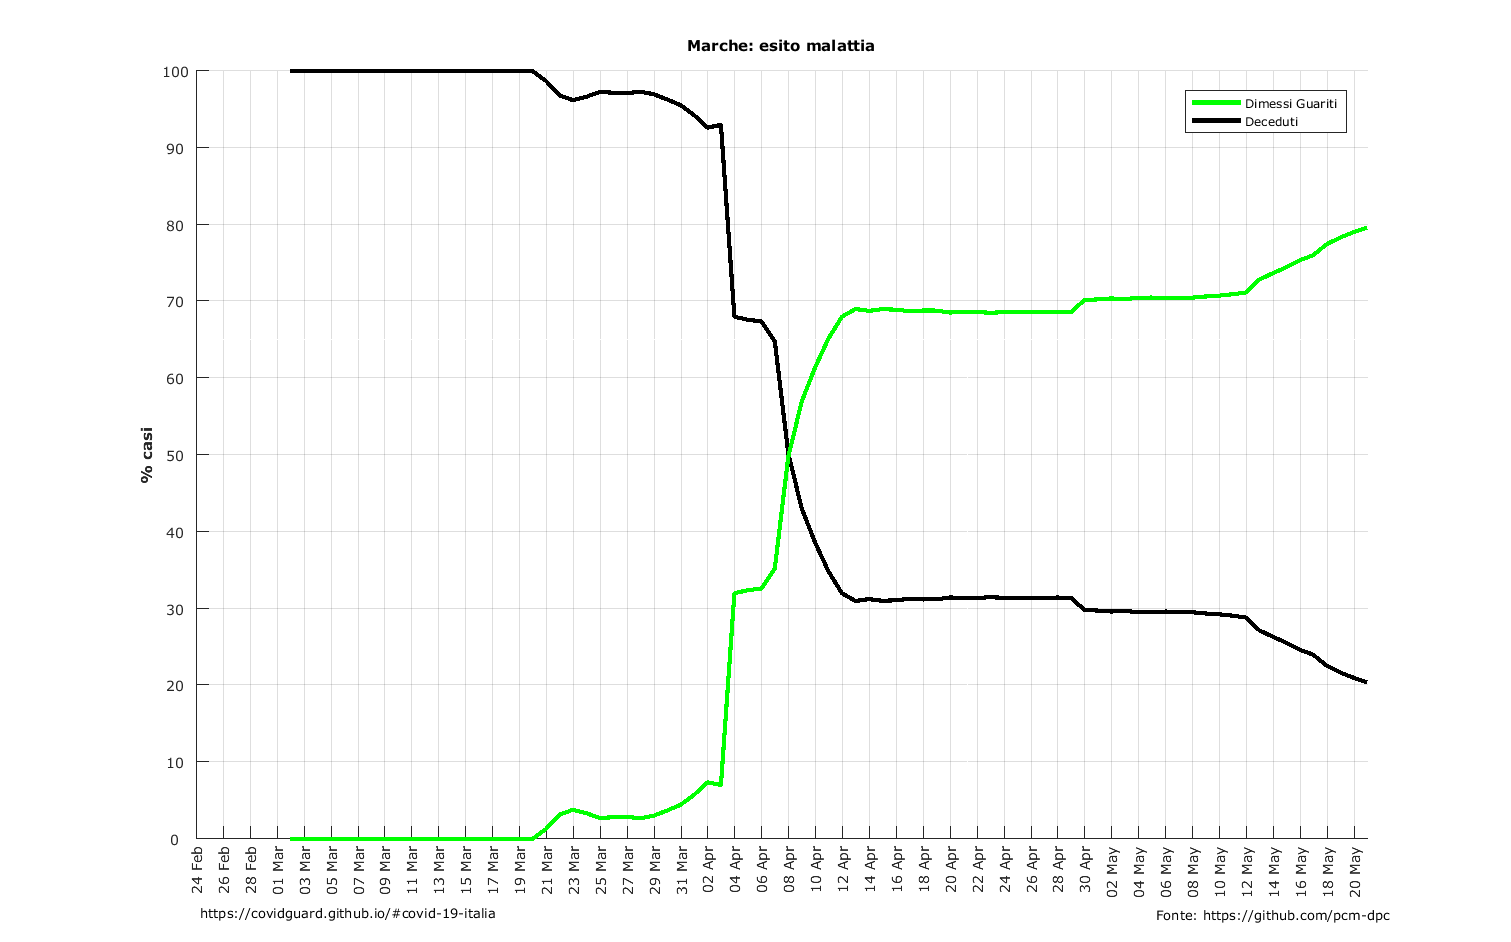 Marche: esito malattia
Dimessi Guariti
Deceduti
% casi
100
90
80
70
60
50
40
30
20
10
0
24 Feb
26 Feb
28 Feb
01 Mar
03 Mar
05 Mar
07 Mar
09 Mar
11 Mar
13 Mar
15 Mar
17 Mar
19 Mar
21 Mar
23 Mar
25 Mar
27 Mar
29 Mar
31 Mar
02 Apr
04 Apr
06 Apr
08 Apr
10 Apr
12 Apr
14 Apr
16 Apr
18 Apr
20 Apr
22 Apr
24 Apr
26 Apr
28 Apr
30 Apr
02 May
04 May
06 May
08 May
10 May
12 May
14 May
16 May
18 May
20 May
https://covidguard.github.io/#covid-19-italia
Fonte: https://github.com/pcm-dpc